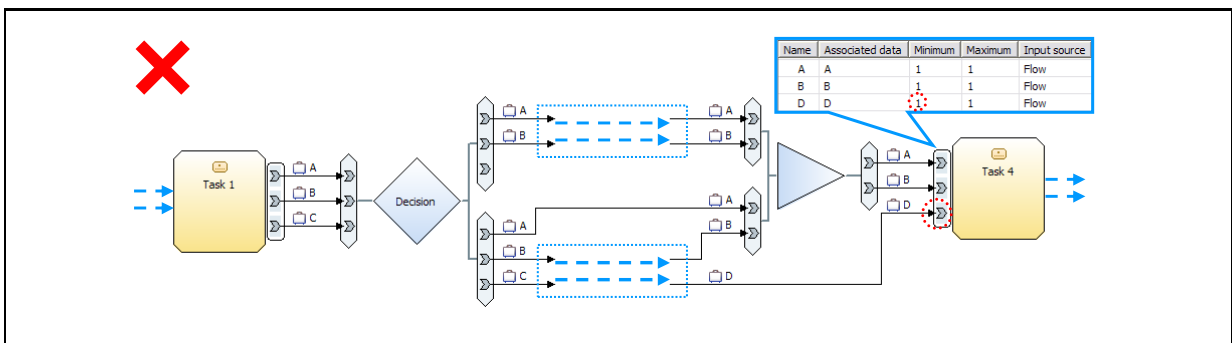 Name Associated data Minimum Maximum Input source
A A 1 1 Flow
B B 1 1 Flow
D D 1 1 Flow
Task 1
A
B
C
Decision
A
B
A
B
A
B
C
A
B
D
A
B
D
Task 4